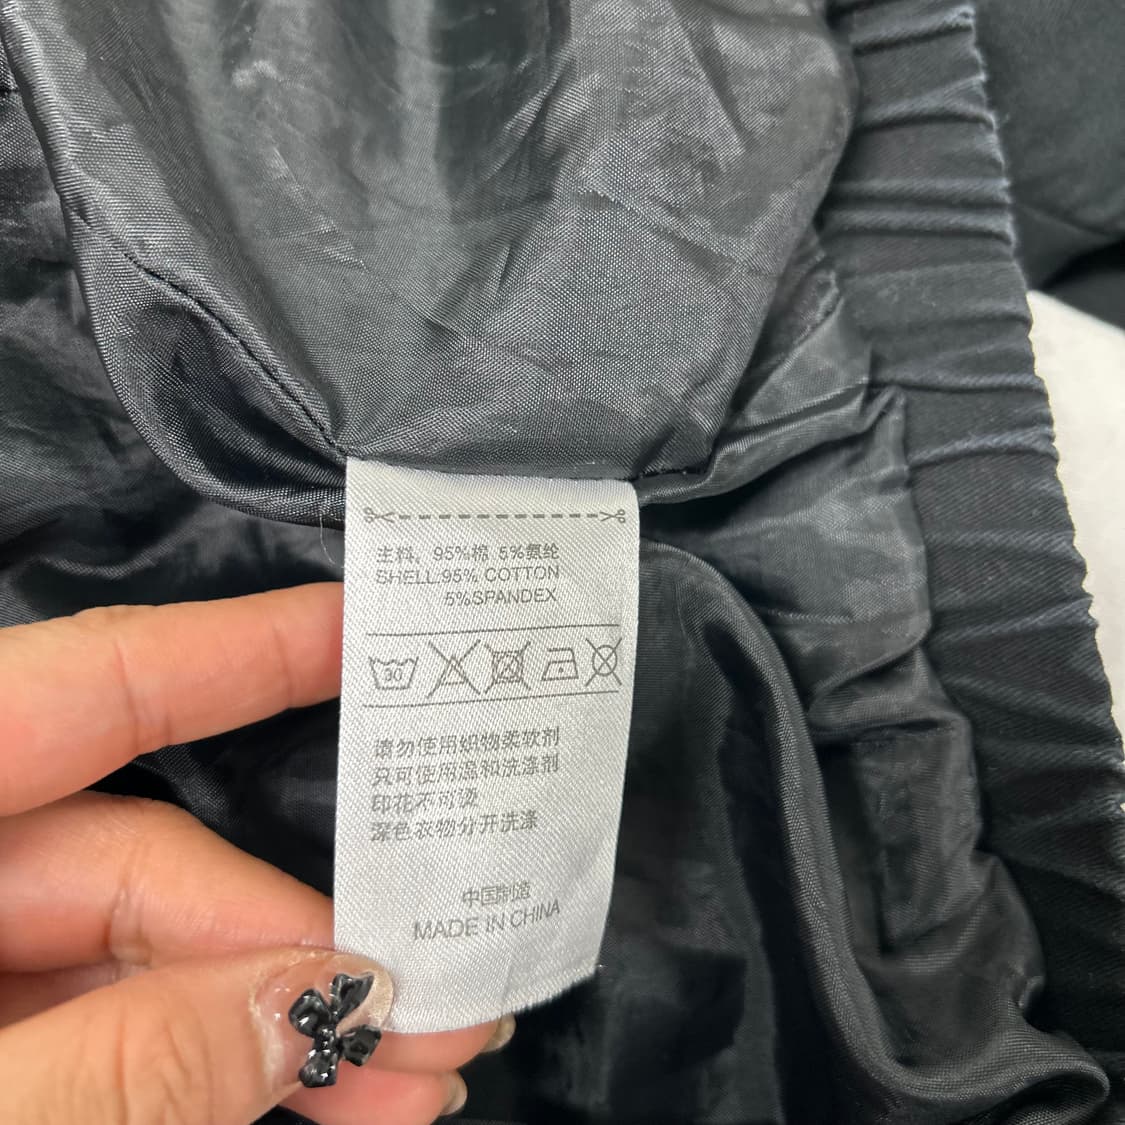 主料: 95%棉 5%氨纶
SHELL:95% COTTON
5%SPANDEX
30
请勿使用织物柔软剂
只可使用温和洗涤剂
印花不可烫
深色衣物分开洗涤
中国制造
MADE IN CHINA